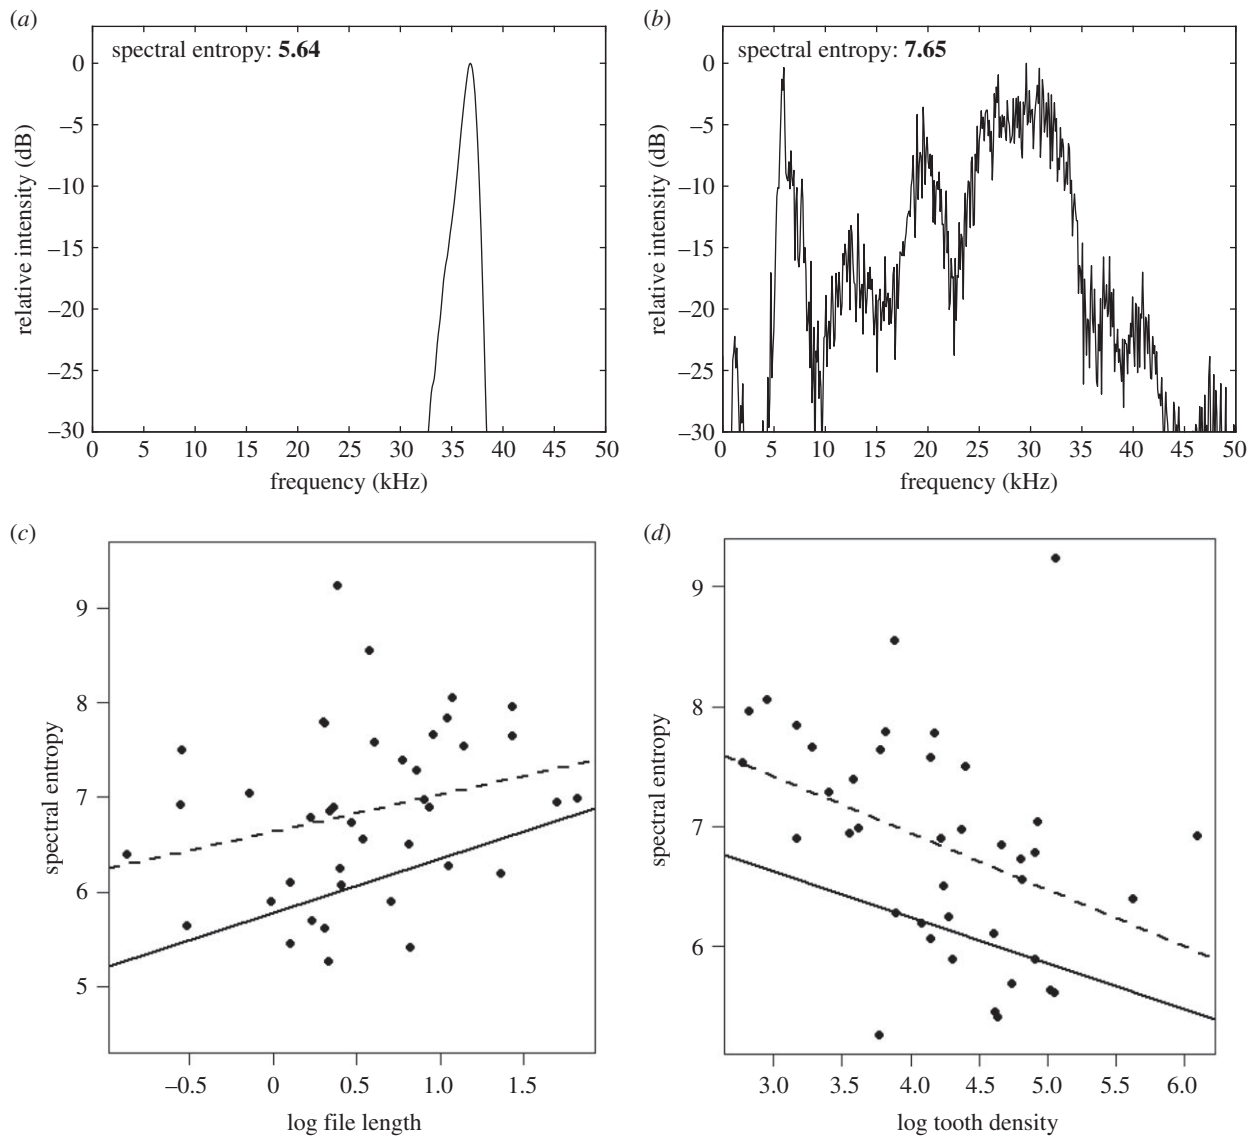 (a)
spectral entropy: 5.64
0
–5
–10
–15
–20
–25
–30
relative intensity (dB)
0 5 10 15 20 25 30 35 40 45 50
frequency (kHz)
(b)
spectral entropy: 7.65
0
–5
–10
–15
–20
–25
–30
relative intensity (dB)
0 5 10 15 20 25 30 35 40 45 50
frequency (kHz)
(c)
9
8
7
6
5
spectral entropy
–0.5 0 0.5 1.0 1.5
log file length
(d)
9
8
7
6
spectral entropy
3.0 3.5 4.0 4.5 5.0 5.5 6.0
log tooth density